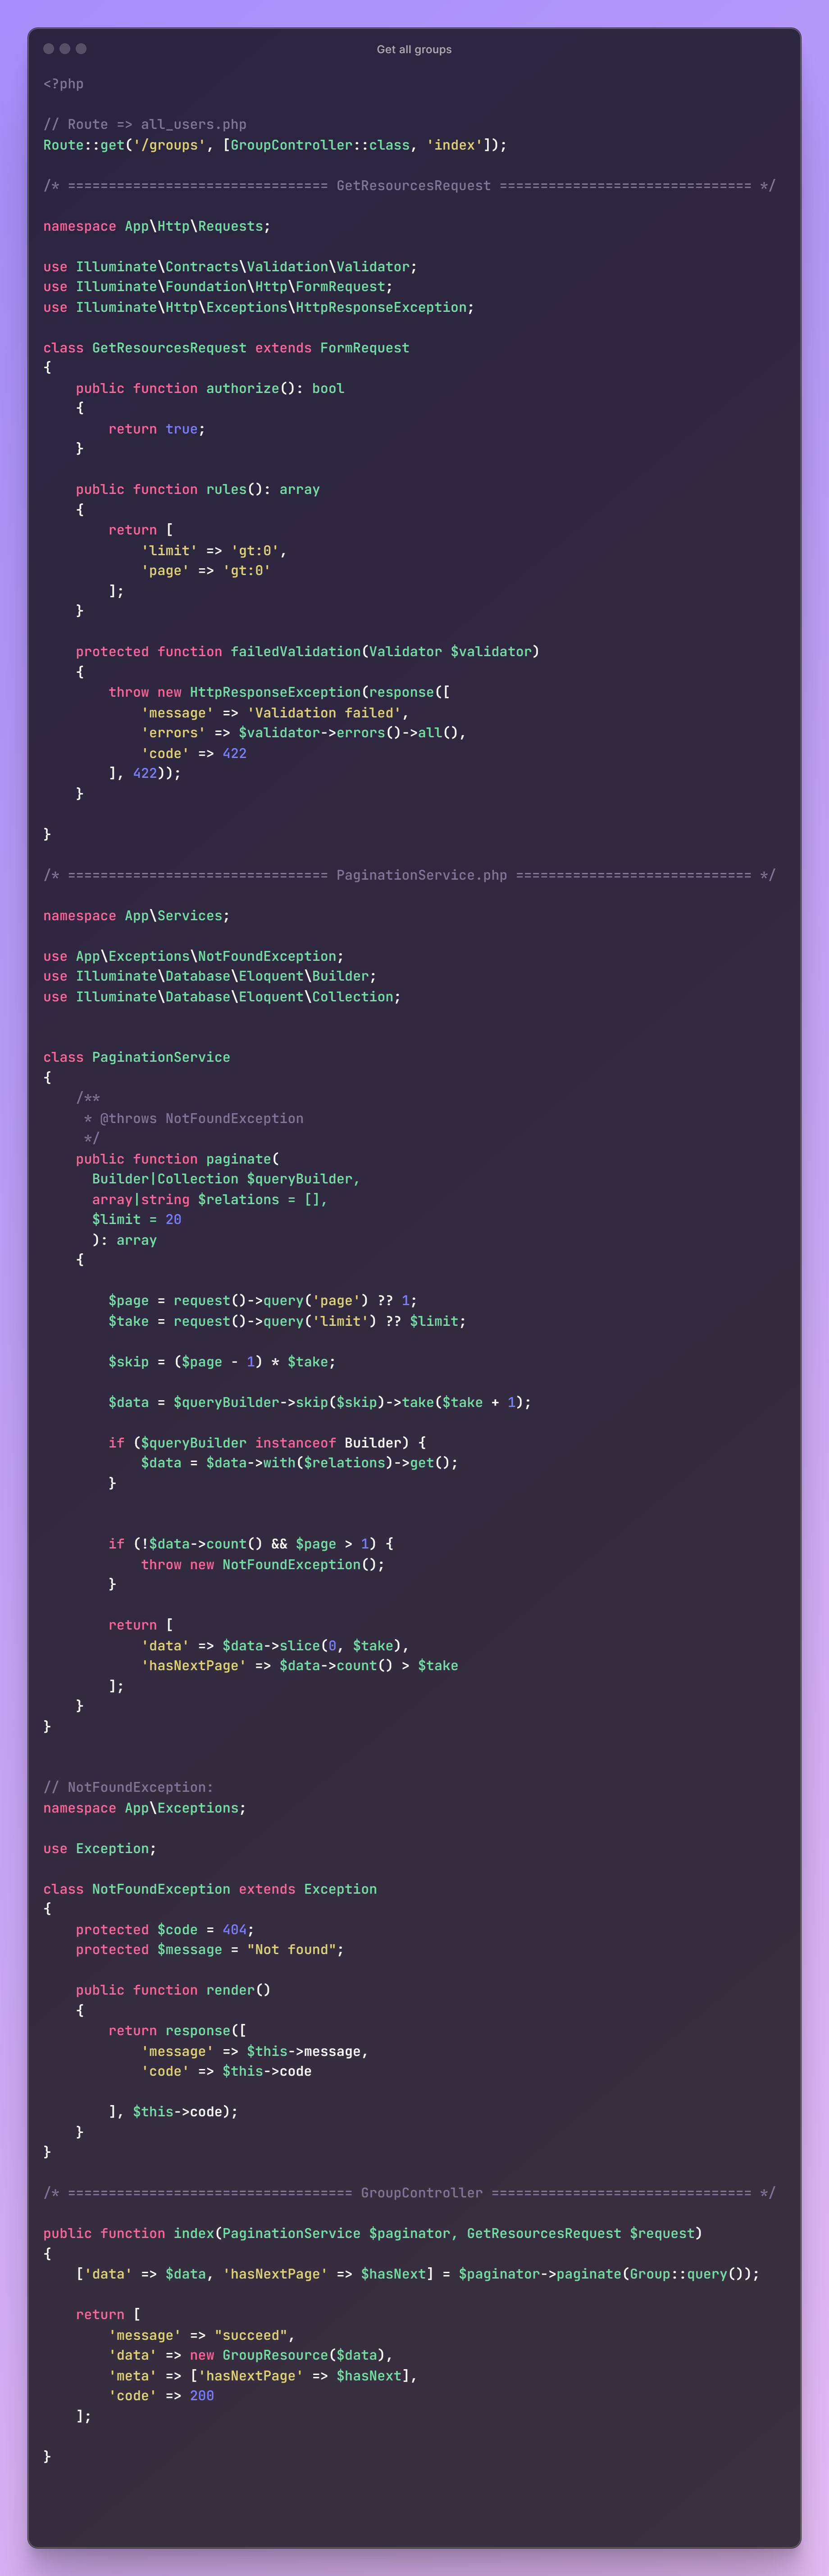 Get all groups
<?php
// Route => all_users.php
Route::get('/groups', [GroupController::class, 'index']);
/* ================================ GetResourcesRequest =============================== */
namespace App\Http\Requests;
use Illuminate\Contracts\Validation\Validator;
use Illuminate\Foundation\Http\FormRequest;
use Illuminate\Http\Exceptions\HttpResponseException;
class GetResourcesRequest extends FormRequest
{
    public function authorize(): bool
    {
        return true;
    }
    public function rules(): array
    {
        return [
            'limit' => 'gt:0',
            'page' => 'gt:0'
        ];
    }
    protected function failedValidation(Validator $validator)
    {
        throw new HttpResponseException(response([
            'message' => 'Validation failed',
            'errors' => $validator->errors()->all(),
            'code' => 422
        ], 422));
    }
}
/* ================================ PaginationService.php ============================= */
namespace App\Services;
use App\Exceptions\NotFoundException;
use Illuminate\Database\Eloquent\Builder;
use Illuminate\Database\Eloquent\Collection;
class PaginationService
{
    /**
     * @throws NotFoundException
     */
    public function paginate(
      Builder|Collection $queryBuilder,
      array|string $relations = [],
      $limit = 20
      ): array
    {
        $page = request()->query('page') ?? 1;
        $take = request()->query('limit') ?? $limit;
        $skip = ($page - 1) * $take;
        $data = $queryBuilder->skip($skip)->take($take + 1);
        if ($queryBuilder instanceof Builder) {
            $data = $data->with($relations)->get();
        }
        if (!$data->count() && $page > 1) {
            throw new NotFoundException();
        }
        return [
            'data' => $data->slice(0, $take),
            'hasNextPage' => $data->count() > $take
        ];
    }
}
// NotFoundException:
namespace App\Exceptions;
use Exception;
class NotFoundException extends Exception
{
    protected $code = 404;
    protected $message = "Not found";
    public function render()
    {
        return response([
            'message' => $this->message,
            'code' => $this->code
        ], $this->code);
    }
}
/* =================================== GroupController ================================ */
public function index(PaginationService $paginator, GetResourcesRequest $request)
{
    ['data' => $data, 'hasNextPage' => $hasNext] = $paginator->paginate(Group::query());
    return [
        'message' => "succeed",
        'data' => new GroupResource($data),
        'meta' => ['hasNextPage' => $hasNext],
        'code' => 200
    ];
}